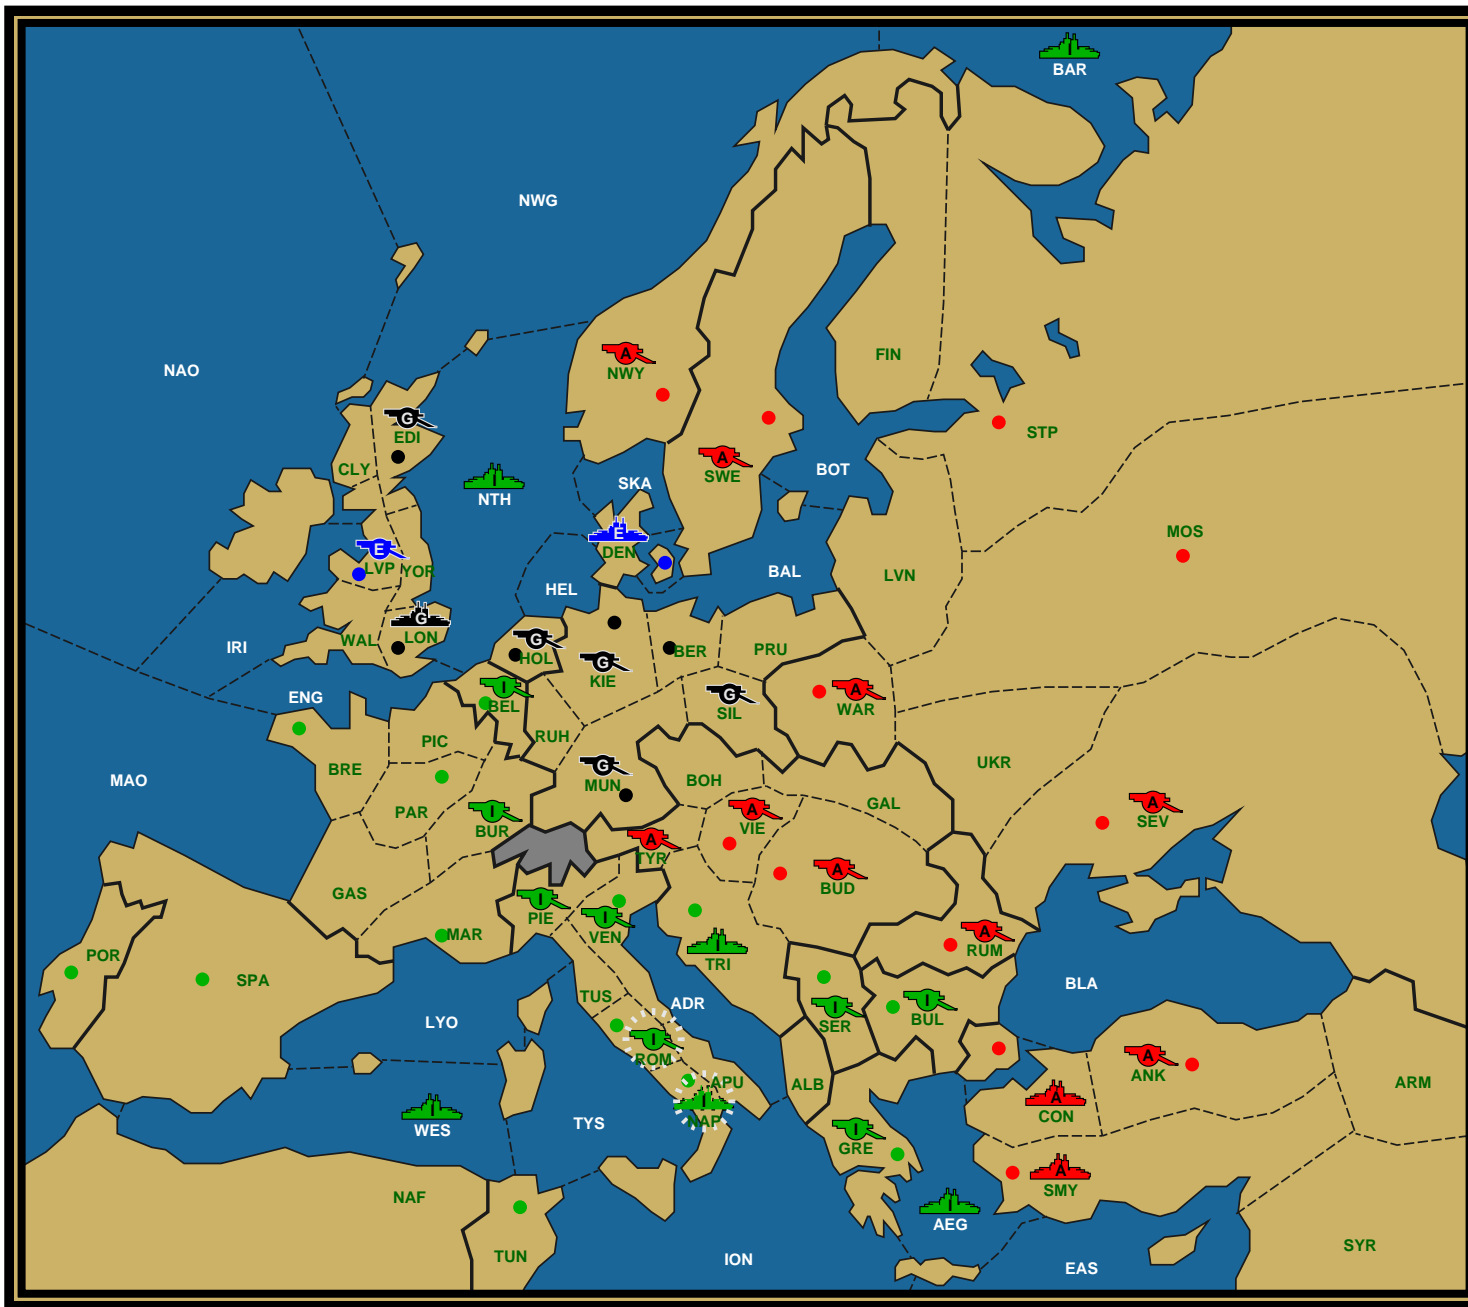 BAR
NWG
NAO
A
NWY
FIN
G
EDI
STP
CLY
A
SWE
SKA
BOT
I
NTH
MOS
E
DEN
E
LVP
YOR
BAL
LVN
HEL
G
LON
WAL
IRI
G
HOL
G
KIE
BER
PRU
ENG
I
BEL
G
SIL
A
WAR
PIC
RUH
UKR
BRE
MAO
G
MUN
BOH
GAL
PAR
I
BUR
A
VIE
A
SEV
A
TYR
A
BUD
GAS
I
PIE
I
VEN
MAR
I
TRI
A
RUM
POR
SPA
BLA
TUS
ADR
I
SER
I
BUL
LYO
I
ROM
A
ANK
APU
ALB
ARM
I
NAP
A
CON
I
WES
TYS
I
GRE
A
SMY
NAF
I
AEG
TUN
ION
EAS
SYR